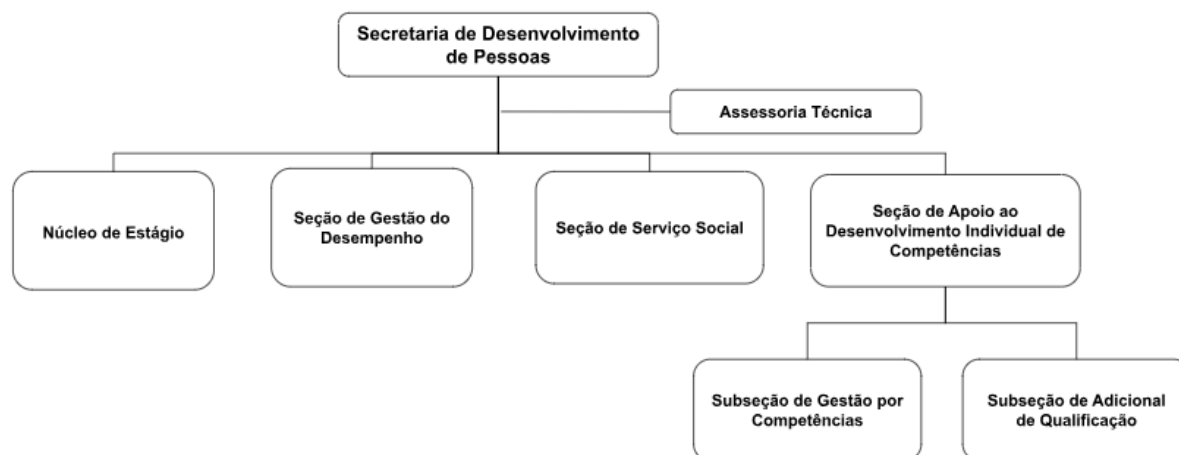 Secretaria de Desenvolvimento
de Pessoas
Assessoria Técnica
Núcleo de Estágio
Seção de Gestão do
Desempenho
Seção de Serviço Social
Seção de Apoio ao
Desenvolvimento Individual de
Competências
Subseção de Gestão por
Competências
Subseção de Adicional
de Qualificação